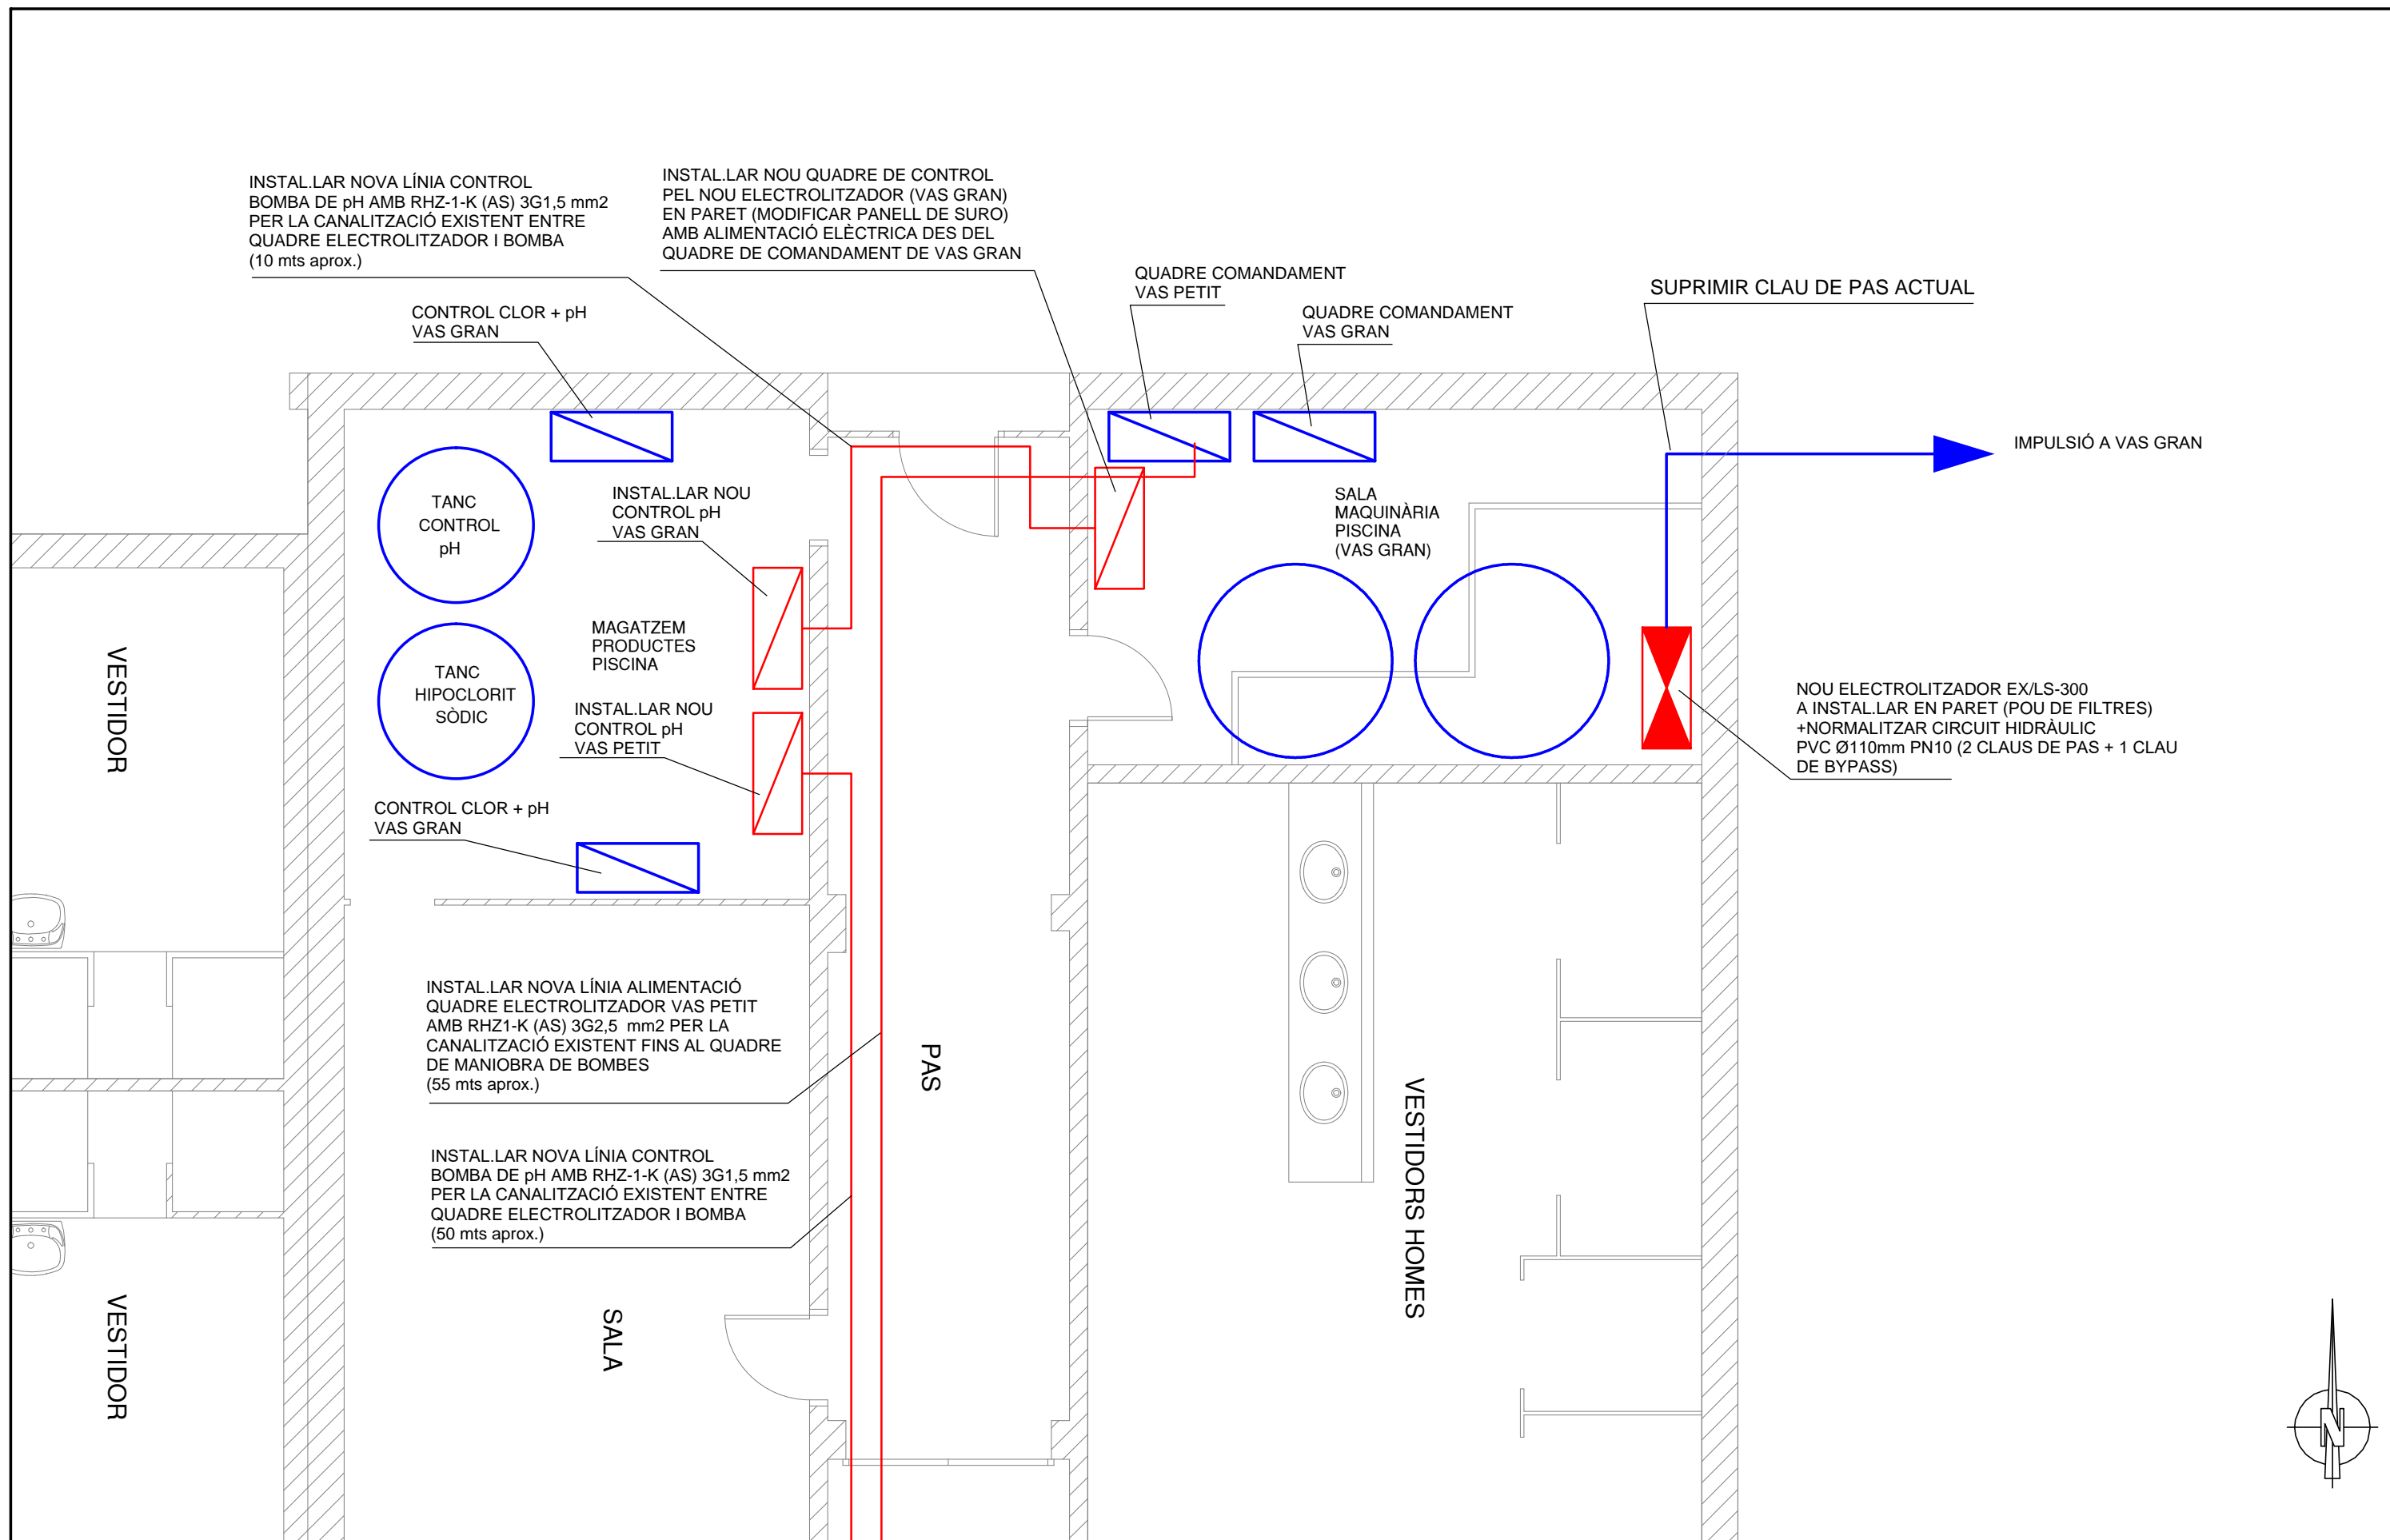 INSTAL.LAR NOVA LÍNIA CONTROL
BOMBA DE pH AMB RHZ-1-K (AS) 3G1,5 mm2
PER LA CANALITZACIÓ EXISTENT ENTRE
QUADRE ELECTROLITZADOR I BOMBA
(10 mts aprox.)
INSTAL.LAR NOU QUADRE DE CONTROL
PEL NOU ELECTROLITZADOR (VAS GRAN)
EN PARET (MODIFICAR PANELL DE SURO)
AMB ALIMENTACIÓ ELÈCTRICA DES DEL
QUADRE DE COMANDAMENT DE VAS GRAN
QUADRE COMANDAMENT
VAS PETIT
SUPRIMIR CLAU DE PAS ACTUAL
CONTROL CLOR + pH
VAS GRAN
QUADRE COMANDAMENT
VAS GRAN
IMPULSIÓ A VAS GRAN
TANC
CONTROL
pH
INSTAL.LAR NOU
CONTROL pH
VAS GRAN
SALA
MAQUINÀRIA
PISCINA
(VAS GRAN)
MAGATZEM
PRODUCTES
PISCINA
VESTIDOR
TANC
HIPOCLORIT
SÒDIC
INSTAL.LAR NOU
CONTROL pH
VAS PETIT
NOU ELECTROLITZADOR EX/LS-300
A INSTAL.LAR EN PARET (POU DE FILTRES)
+NORMALITZAR CIRCUIT HIDRÀULIC
PVC Ø110mm PN10 (2 CLAUS DE PAS + 1 CLAU
DE BYPASS)
CONTROL CLOR + pH
VAS GRAN
INSTAL.LAR NOVA LÍNIA ALIMENTACIÓ
QUADRE ELECTROLITZADOR VAS PETIT
AMB RHZ1-K (AS) 3G2,5 mm2 PER LA
CANALITZACIÓ EXISTENT FINS AL QUADRE
DE MANIOBRA DE BOMBES
(55 mts aprox.)
PAS
INSTAL.LAR NOVA LÍNIA CONTROL
BOMBA DE pH AMB RHZ-1-K (AS) 3G1,5 mm2
PER LA CANALITZACIÓ EXISTENT ENTRE
QUADRE ELECTROLITZADOR I BOMBA
(50 mts aprox.)
VESTIDORS HOMES
VESTIDOR
SALA
N